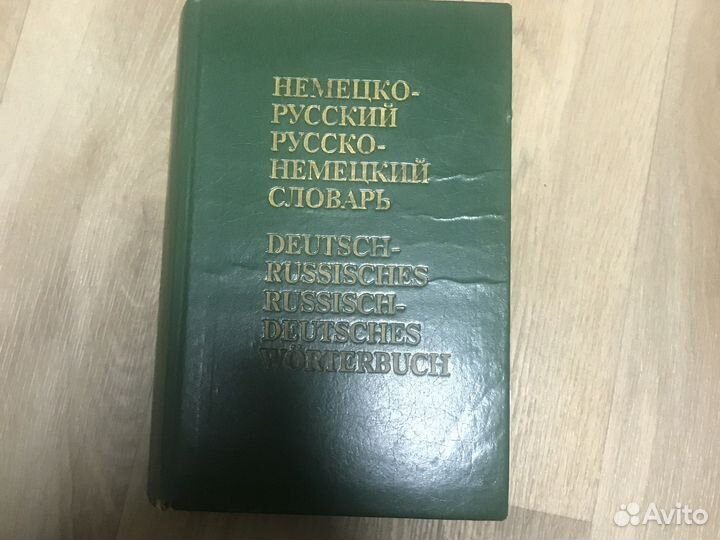 НЕМЕЦКО-
РУССКИЙ
РУССКО-
НЕМЕЦКИЙ
СЛОВАРЬ
DEUTSCH-
RUSSISCHES
RUSSISCH-
DEUTSCHES
WÖRTERBUCH
Avito